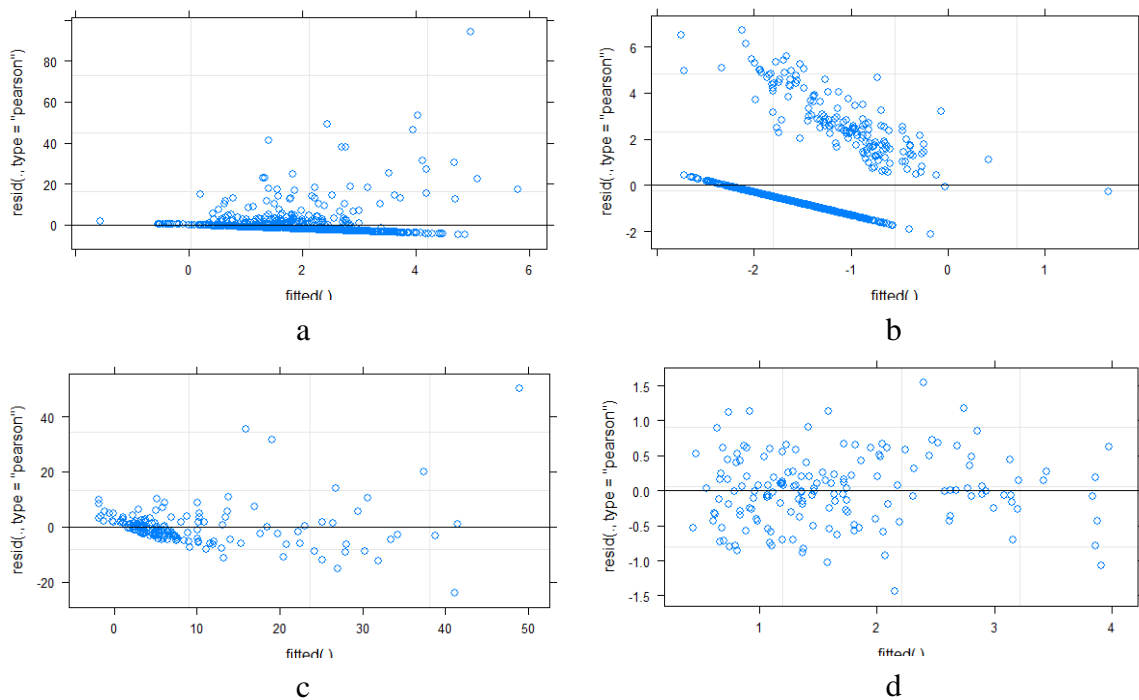 resid(., type = "pearson")
80
60
40
20
0
0 2 4 6
fitted(.)
a
resid(., type = "pearson")
6
4
2
0
-2
-2 -1 0 1
fitted(.)
b
resid(., type = "pearson")
40
20
0
-20
0 10 20 30 40 50
fitted(.)
c
resid(., type = "pearson")
1.5
1.0
0.5
0.0
-0.5
-1.0
-1.5
1 2 3 4
fitted(.)
d